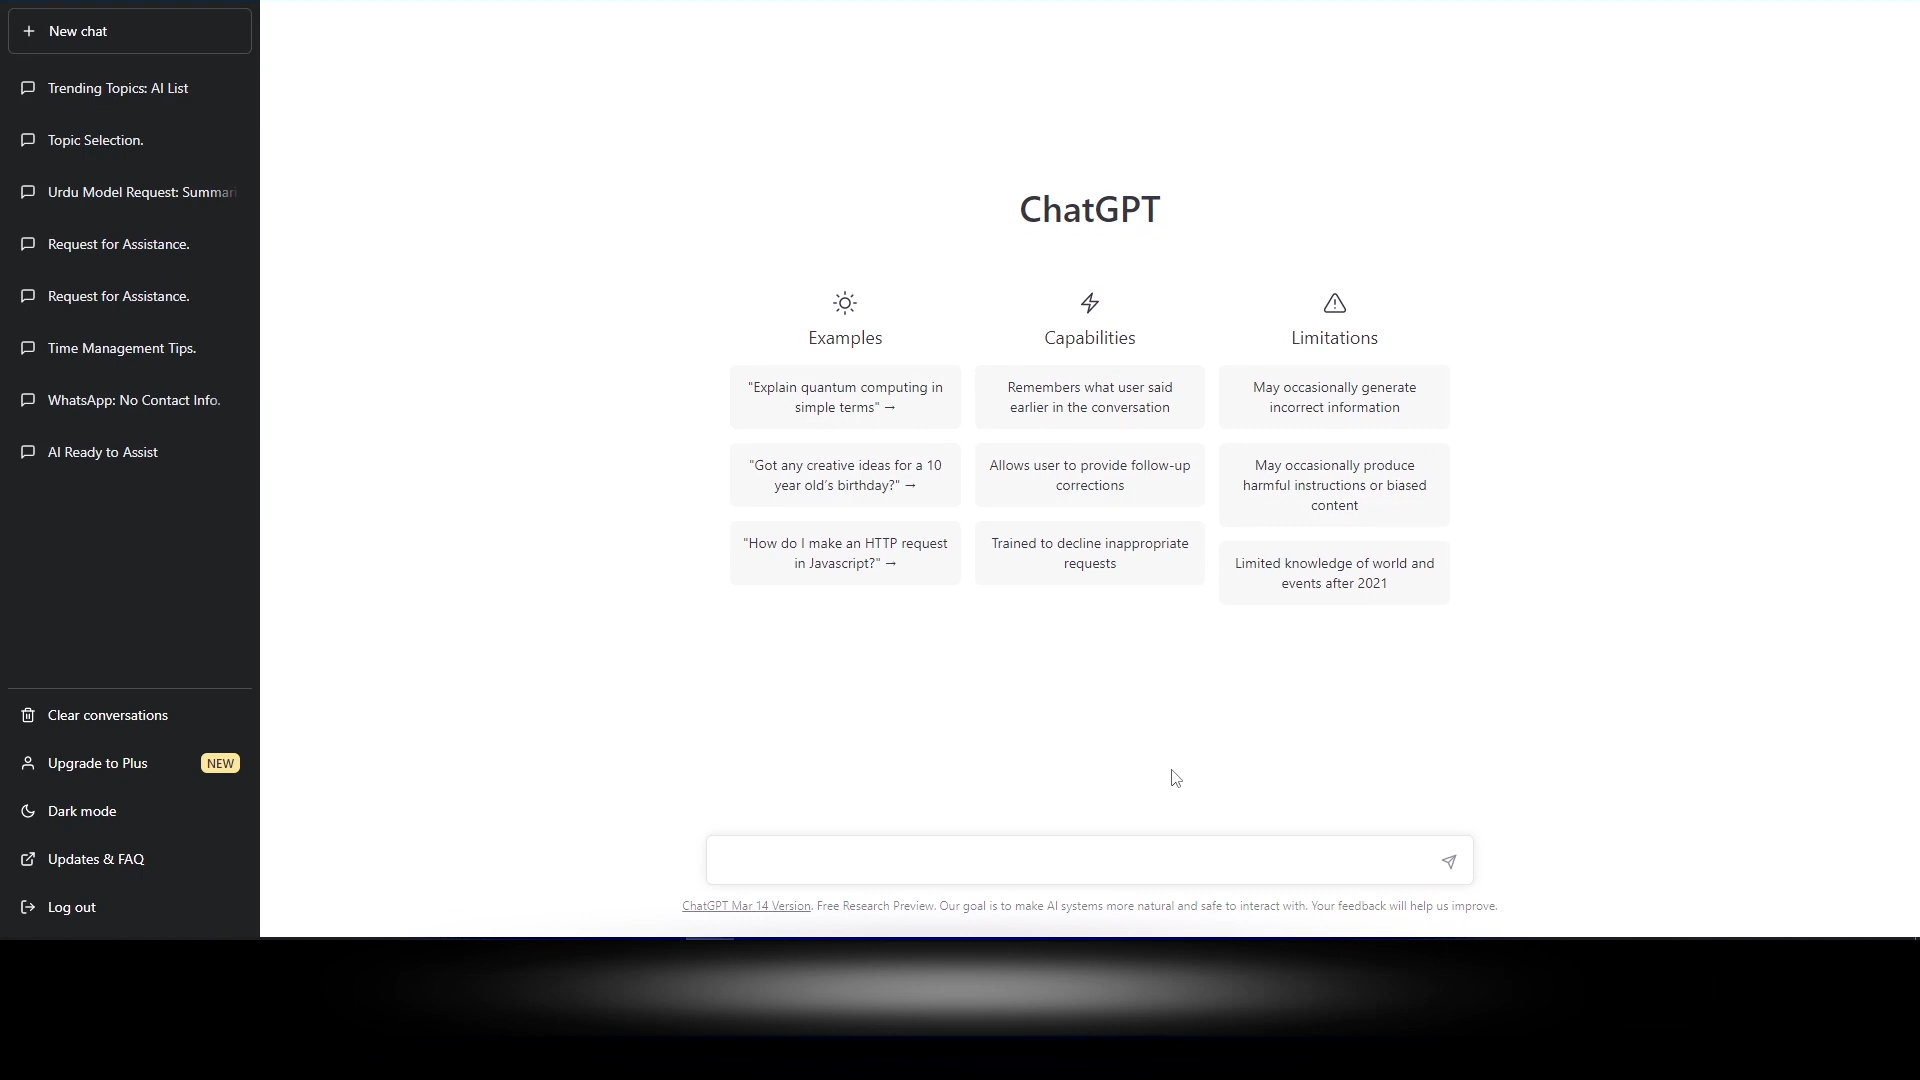 New chat
Trending Topics: AI List
Topic Selection.
Urdu Model Request: Summari
Request for Assistance.
Request for Assistance.
Time Management Tips.
WhatsApp: No Contact Info.
AI Ready to Assist
Clear conversations
Upgrade to Plus NEW
Dark mode
Updates & FAQ
Log out
ChatGPT
Examples
"Explain quantum computing in
simple terms" →
"Got any creative ideas for a 10
year old's birthday?" →
"How do I make an HTTP request
in Javascript?" →
Capabilities
Remembers what user said
earlier in the conversation
Allows user to provide follow-up
corrections
Trained to decline inappropriate
requests
Limitations
May occasionally generate
incorrect information
May occasionally produce
harmful instructions or biased
content
Limited knowledge of world and
events after 2021
ChatGPT Mar 14 Version. Free Research Preview. Our goal is to make AI systems more natural and safe to interact with. Your feedback will help us improve.